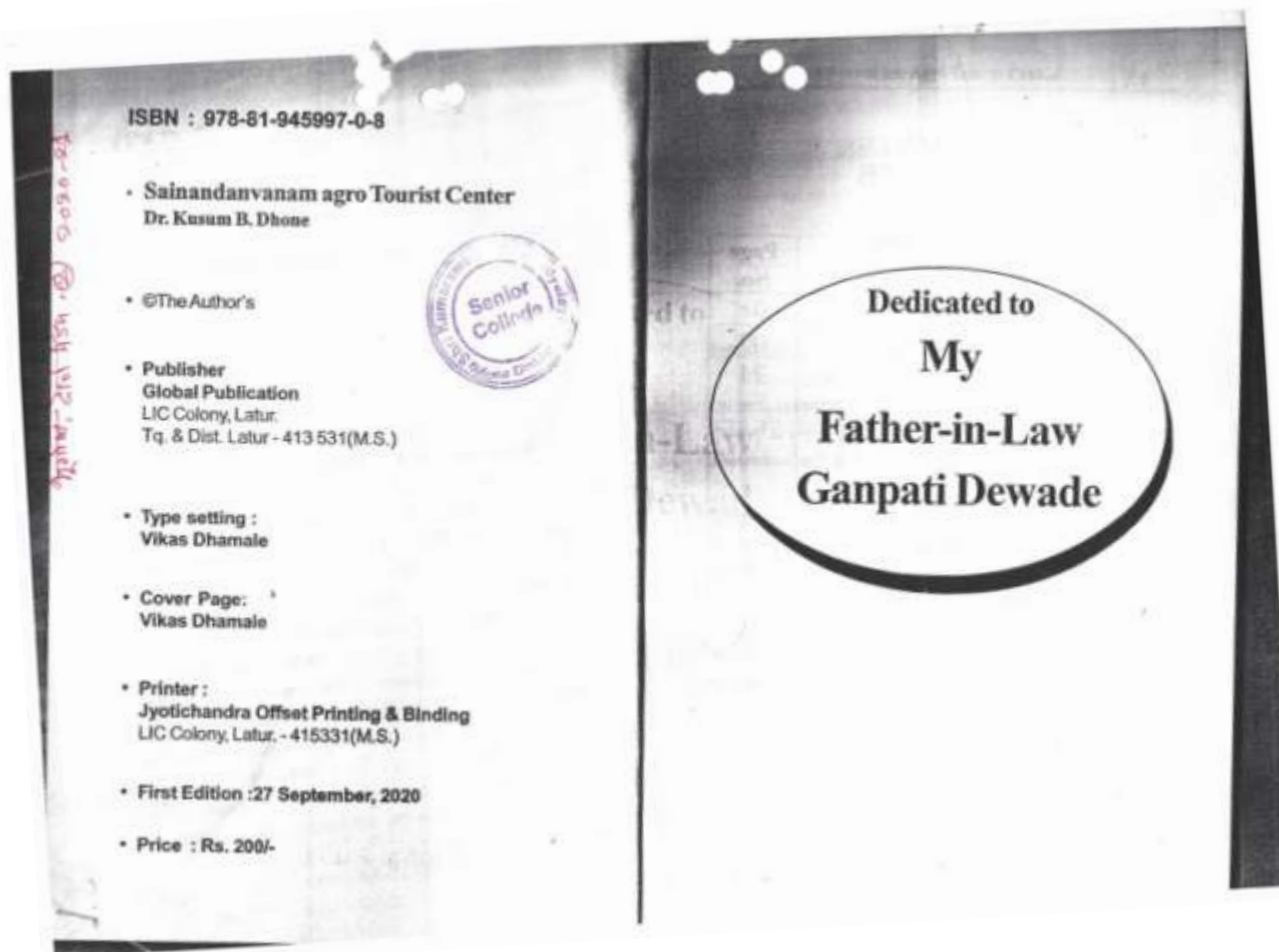 ISBN : 978-81-945997-0-8
• Sainandanvanam agro Tourist Center
Dr. Kusum B. Dhone
• ©The Author's
Senior
College
Shri Kumar
• Publisher
Global Publication
LIC Colony, Latur.
Tq. & Dist. Latur - 413 531(M.S.)
• Type setting :
Vikas Dhamale
• Cover Page:
Vikas Dhamale
• Printer :
Jyotichandra Offset Printing & Binding
LIC Colony, Latur. - 415331(M.S.)
• First Edition :27 September, 2020
• Price : Rs. 200/-
Dedicated to
My
Father-in-Law
Ganpati Dewade